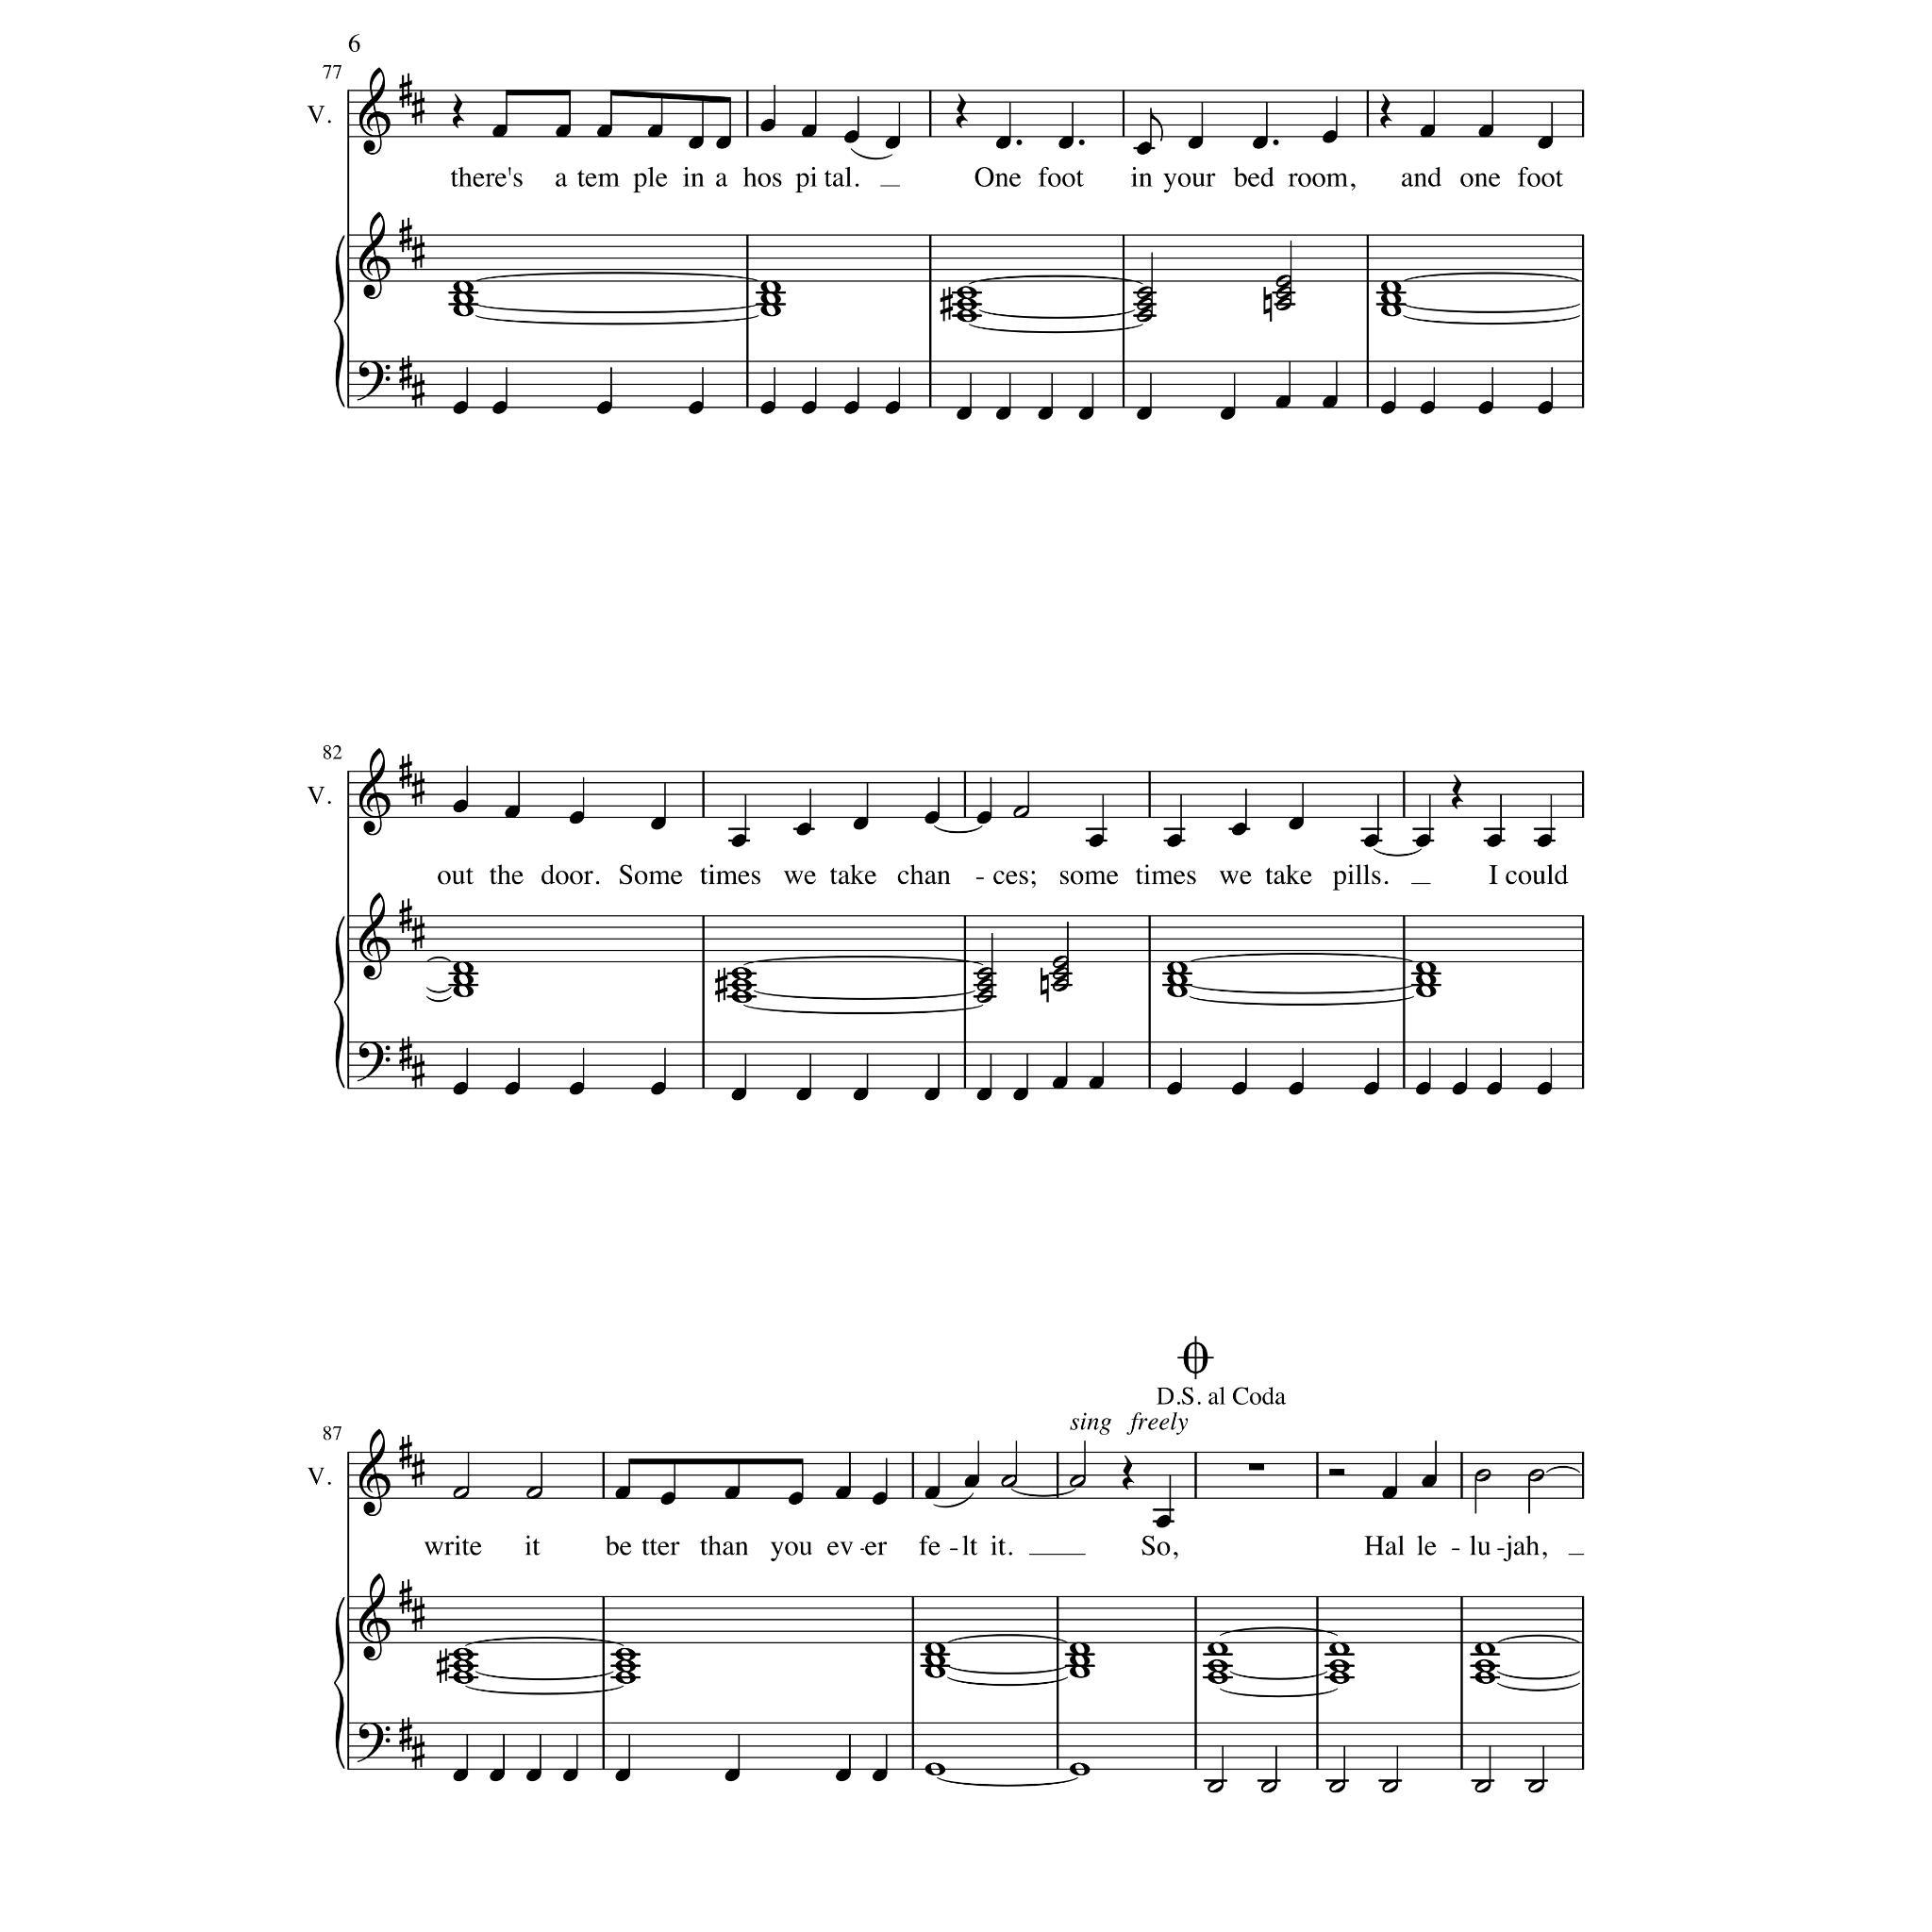 6
77
V.
there's a tem ple in a hos pi tal. _ One foot in your bed room, and one foot
82
V.
out the door. Some times we take chan - ces; some times we take pills. _ I could
D.S. al Coda
sing freely
87
V.
write it be tter than you ev - er fe - lt it. _ So, Hal le - lu - jah, _